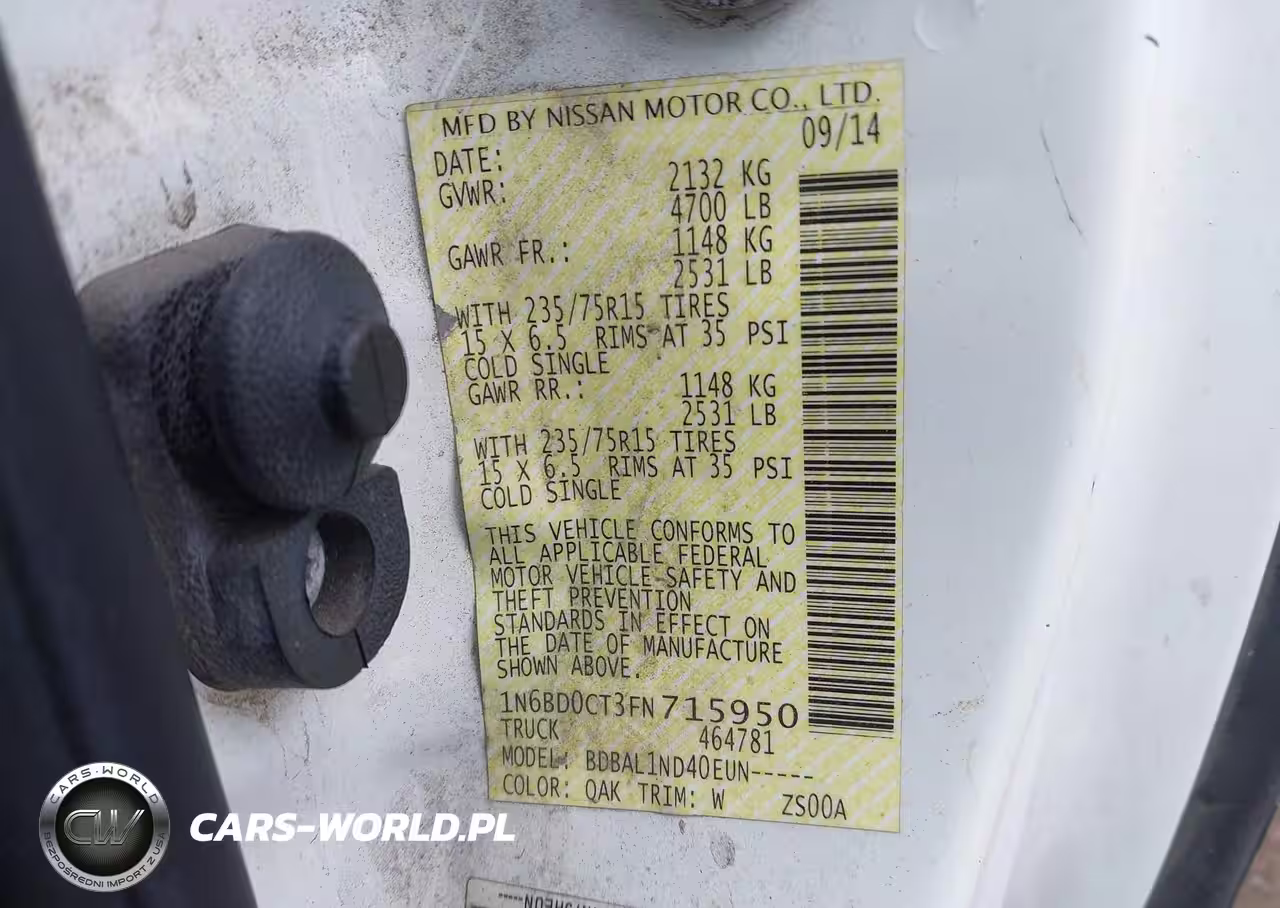 MFD BY NISSAN MOTOR CO., LTD.
DATE: 09/14
GVWR: 2132 KG
4700 LB
GAWR FR.: 1148 KG
2531 LB
WITH 235/75R15 TIRES
15 X 6.5 RIMS AT 35 PSI
COLD SINGLE
GAWR RR.: 1148 KG
2531 LB
WITH 235/75R15 TIRES
15 X 6.5 RIMS AT 35 PSI
COLD SINGLE
THIS VEHICLE CONFORMS TO
ALL APPLICABLE FEDERAL
MOTOR VEHICLE SAFETY AND
THEFT PREVENTION
STANDARDS IN EFFECT ON
THE DATE OF MANUFACTURE
SHOWN ABOVE.
1N6BD0CT3FN715950
TRUCK 464781
MODEL: BDBAL1ND40EUN-----
COLOR: QAK TRIM: W ZS00A
CARS-WORLD
CW
BEZPOŚREDNI IMPORT Z USA
CARS-WORLD.PL